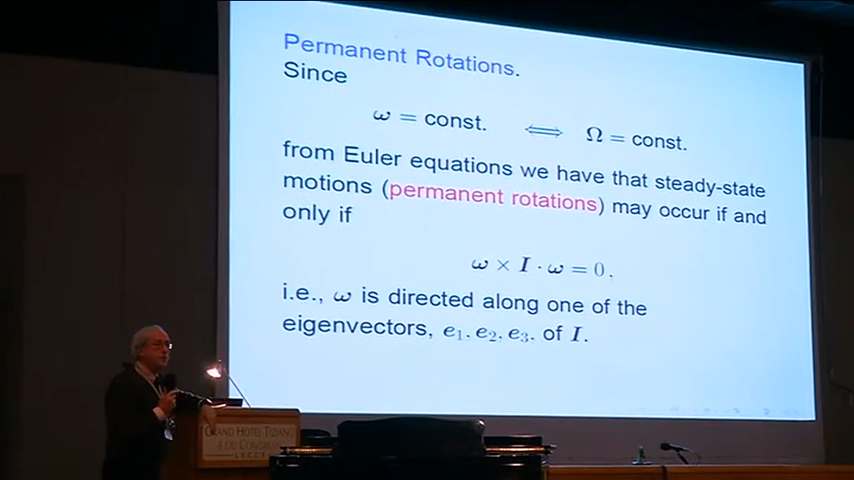 Permanent Rotations.
Since
ω = const. ⟺ Ω = const.
from Euler equations we have that steady-state
motions (permanent rotations) may occur if and
only if
ω × I · ω = 0,
i.e., ω is directed along one of the
eigenvectors, e₁, e₂, e₃, of I.
GRAND HOTEL TIZIANO
E DEI CONGRESSI
LECCE